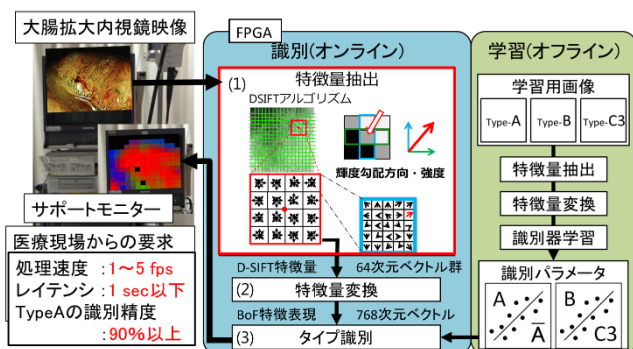 大腸拡大内視鏡映像
サポートモニター
医療現場からの要求
処理速度 :1～5 fps
レイテンシ :1 sec以下
TypeAの識別精度
:90%以上
FPGA
識別(オンライン)
(1) 特徴量抽出
DSIFTアルゴリズム
輝度勾配方向・強度
D-SIFT特徴量 64次元ベクトル群
(2) 特徴量変換
BoF特徴表現 768次元ベクトル
(3) タイプ識別
学習(オフライン)
学習用画像
Type-A Type-B Type-C3
特徴量抽出
特徴量変換
識別器学習
識別パラメータ
A B
A̅ C3